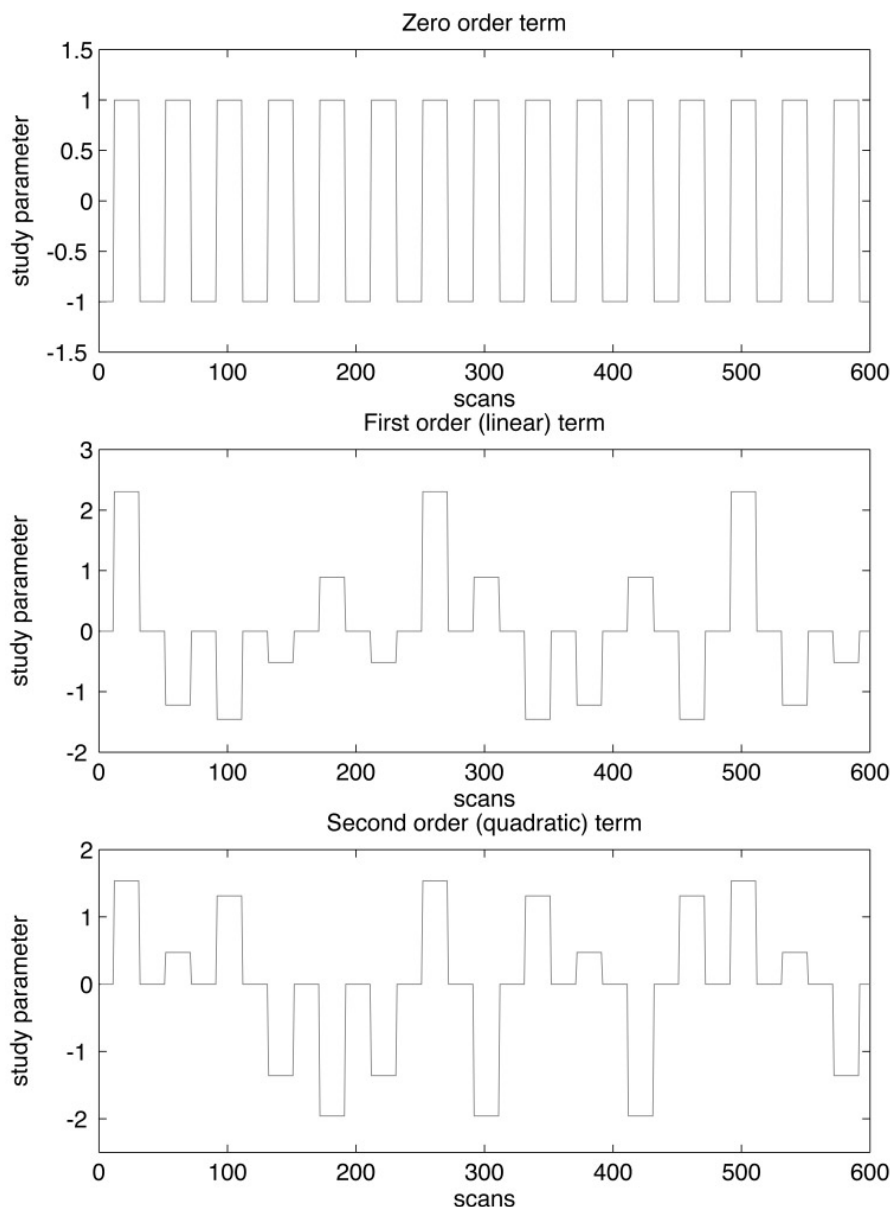 Zero order term
1.5
1
0.5
0
-0.5
-1
-1.5
study parameter
0 100 200 300 400 500 600
scans
First order (linear) term
3
2
1
0
-1
-2
study parameter
0 100 200 300 400 500 600
scans
Second order (quadratic) term
2
1
0
-1
-2
study parameter
0 100 200 300 400 500 600
scans